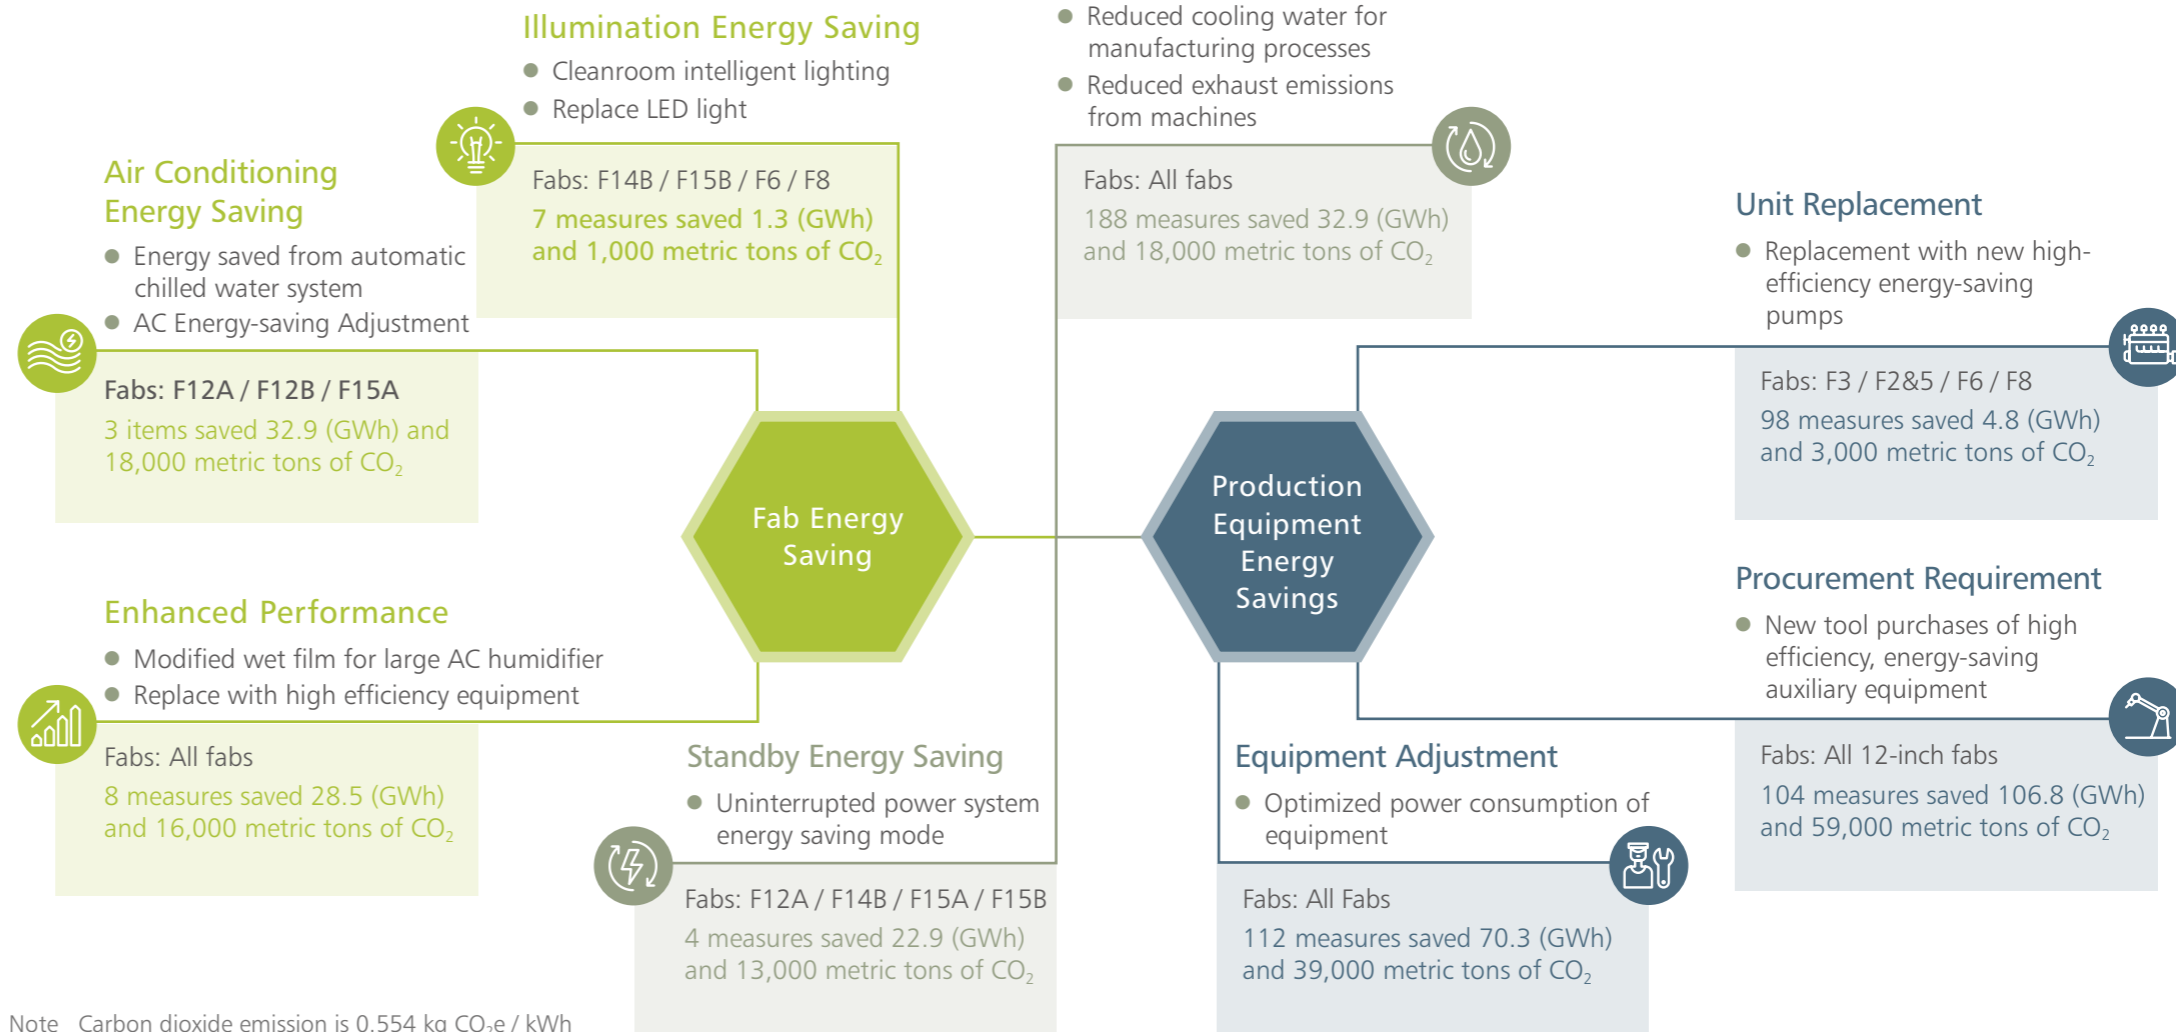 Illumination Energy Saving
● Cleanroom intelligent lighting
● Replace LED light
Fabs: F14B / F15B / F6 / F8
7 measures saved 1.3 (GWh)
and 1,000 metric tons of CO₂
● Reduced cooling water for
manufacturing processes
● Reduced exhaust emissions
from machines
Fabs: All fabs
188 measures saved 32.9 (GWh)
and 18,000 metric tons of CO₂
Air Conditioning
Energy Saving
● Energy saved from automatic
chilled water system
● AC Energy-saving Adjustment
Fabs: F12A / F12B / F15A
3 items saved 32.9 (GWh) and
18,000 metric tons of CO₂
Unit Replacement
● Replacement with new high-
efficiency energy-saving
pumps
Fabs: F3 / F2&5 / F6 / F8
98 measures saved 4.8 (GWh)
and 3,000 metric tons of CO₂
Fab Energy
Saving
Production
Equipment
Energy
Savings
Enhanced Performance
● Modified wet film for large AC humidifier
● Replace with high efficiency equipment
Fabs: All fabs
8 measures saved 28.5 (GWh)
and 16,000 metric tons of CO₂
Procurement Requirement
● New tool purchases of high
efficiency, energy-saving
auxiliary equipment
Fabs: All 12-inch fabs
104 measures saved 106.8 (GWh)
and 59,000 metric tons of CO₂
Standby Energy Saving
● Uninterrupted power system
energy saving mode
Fabs: F12A / F14B / F15A / F15B
4 measures saved 22.9 (GWh)
and 13,000 metric tons of CO₂
Equipment Adjustment
● Optimized power consumption of
equipment
Fabs: All Fabs
112 measures saved 70.3 (GWh)
and 39,000 metric tons of CO₂
Note Carbon dioxide emission is 0.554 kg CO₂e / kWh